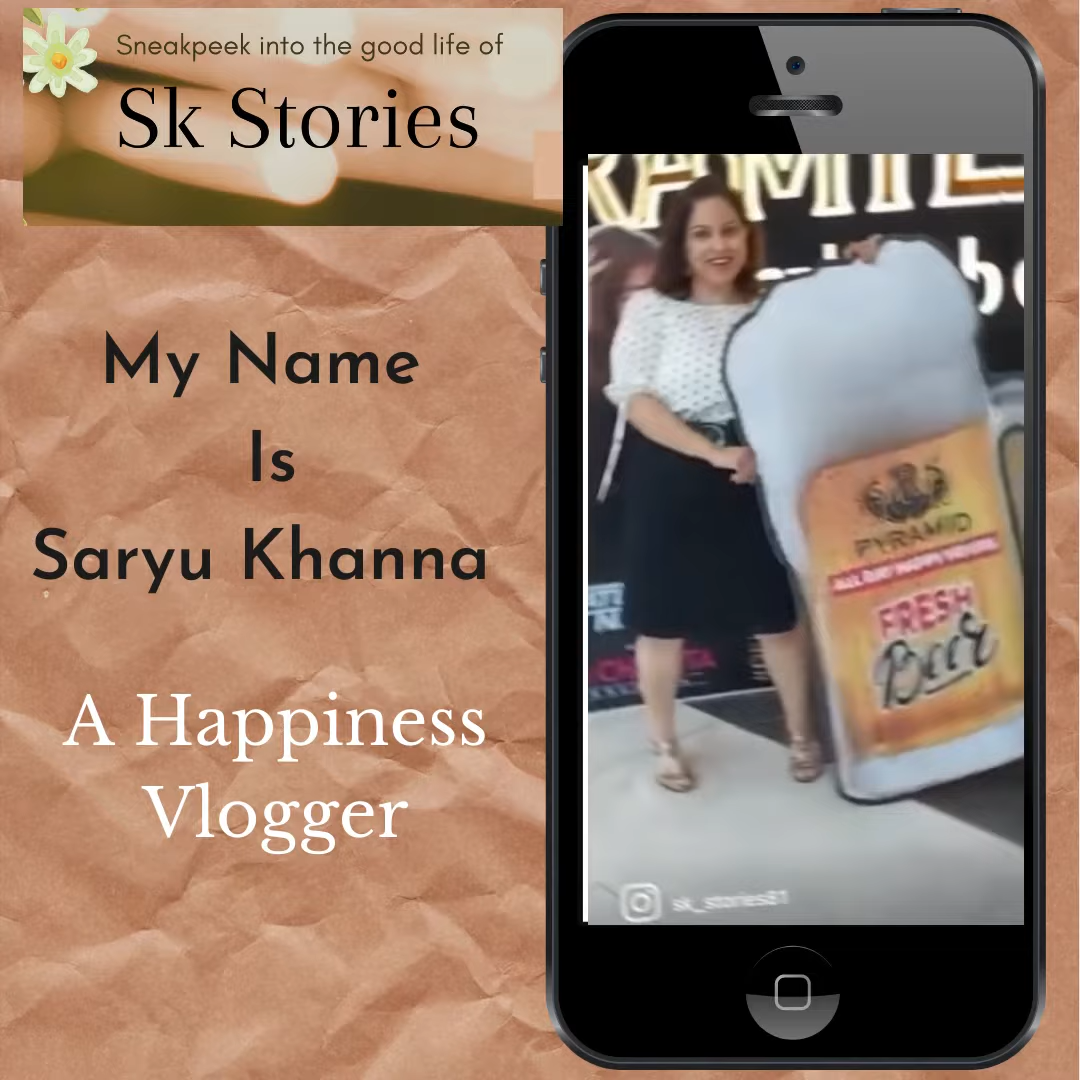 Sneakpeek into the good life of
Sk Stories
My Name
Is
Saryu Khanna
A Happiness
Vlogger
PYRAMID
FRESH
Beer
sk_stories81